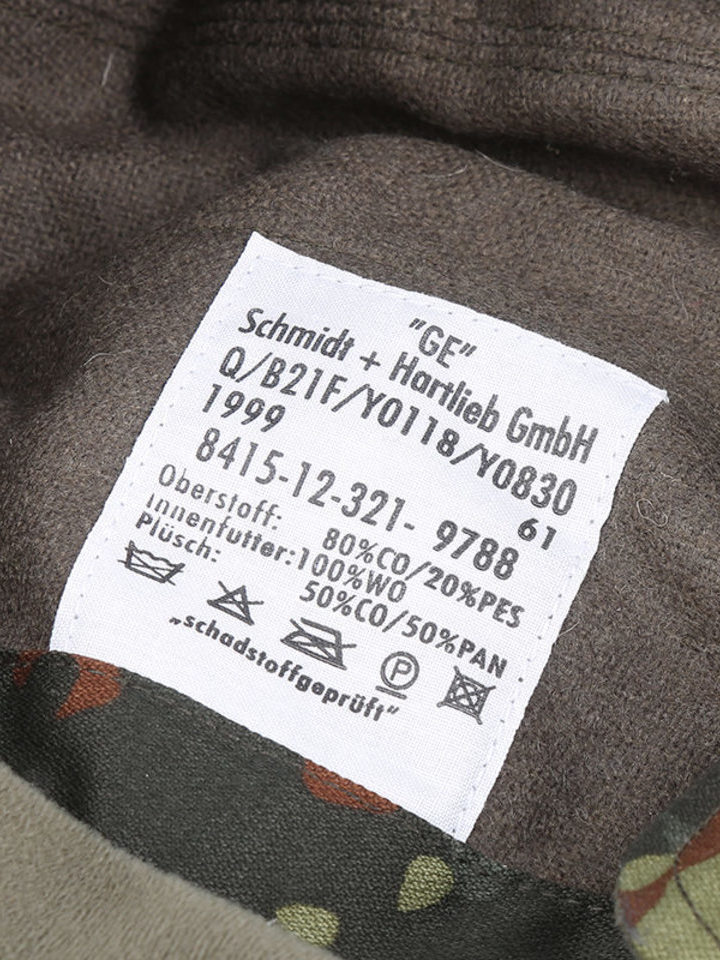 "GE"
Schmidt + Hartlieb GmbH
Q/B21F/Y0118/Y0830
1999 61
8415-12-321- 9788
Oberstoff: 80%CO/20%PES
Innenfutter: 100%WO
Plüsch: 50%CO/50%PAN
P
„schadstoffgeprüft"